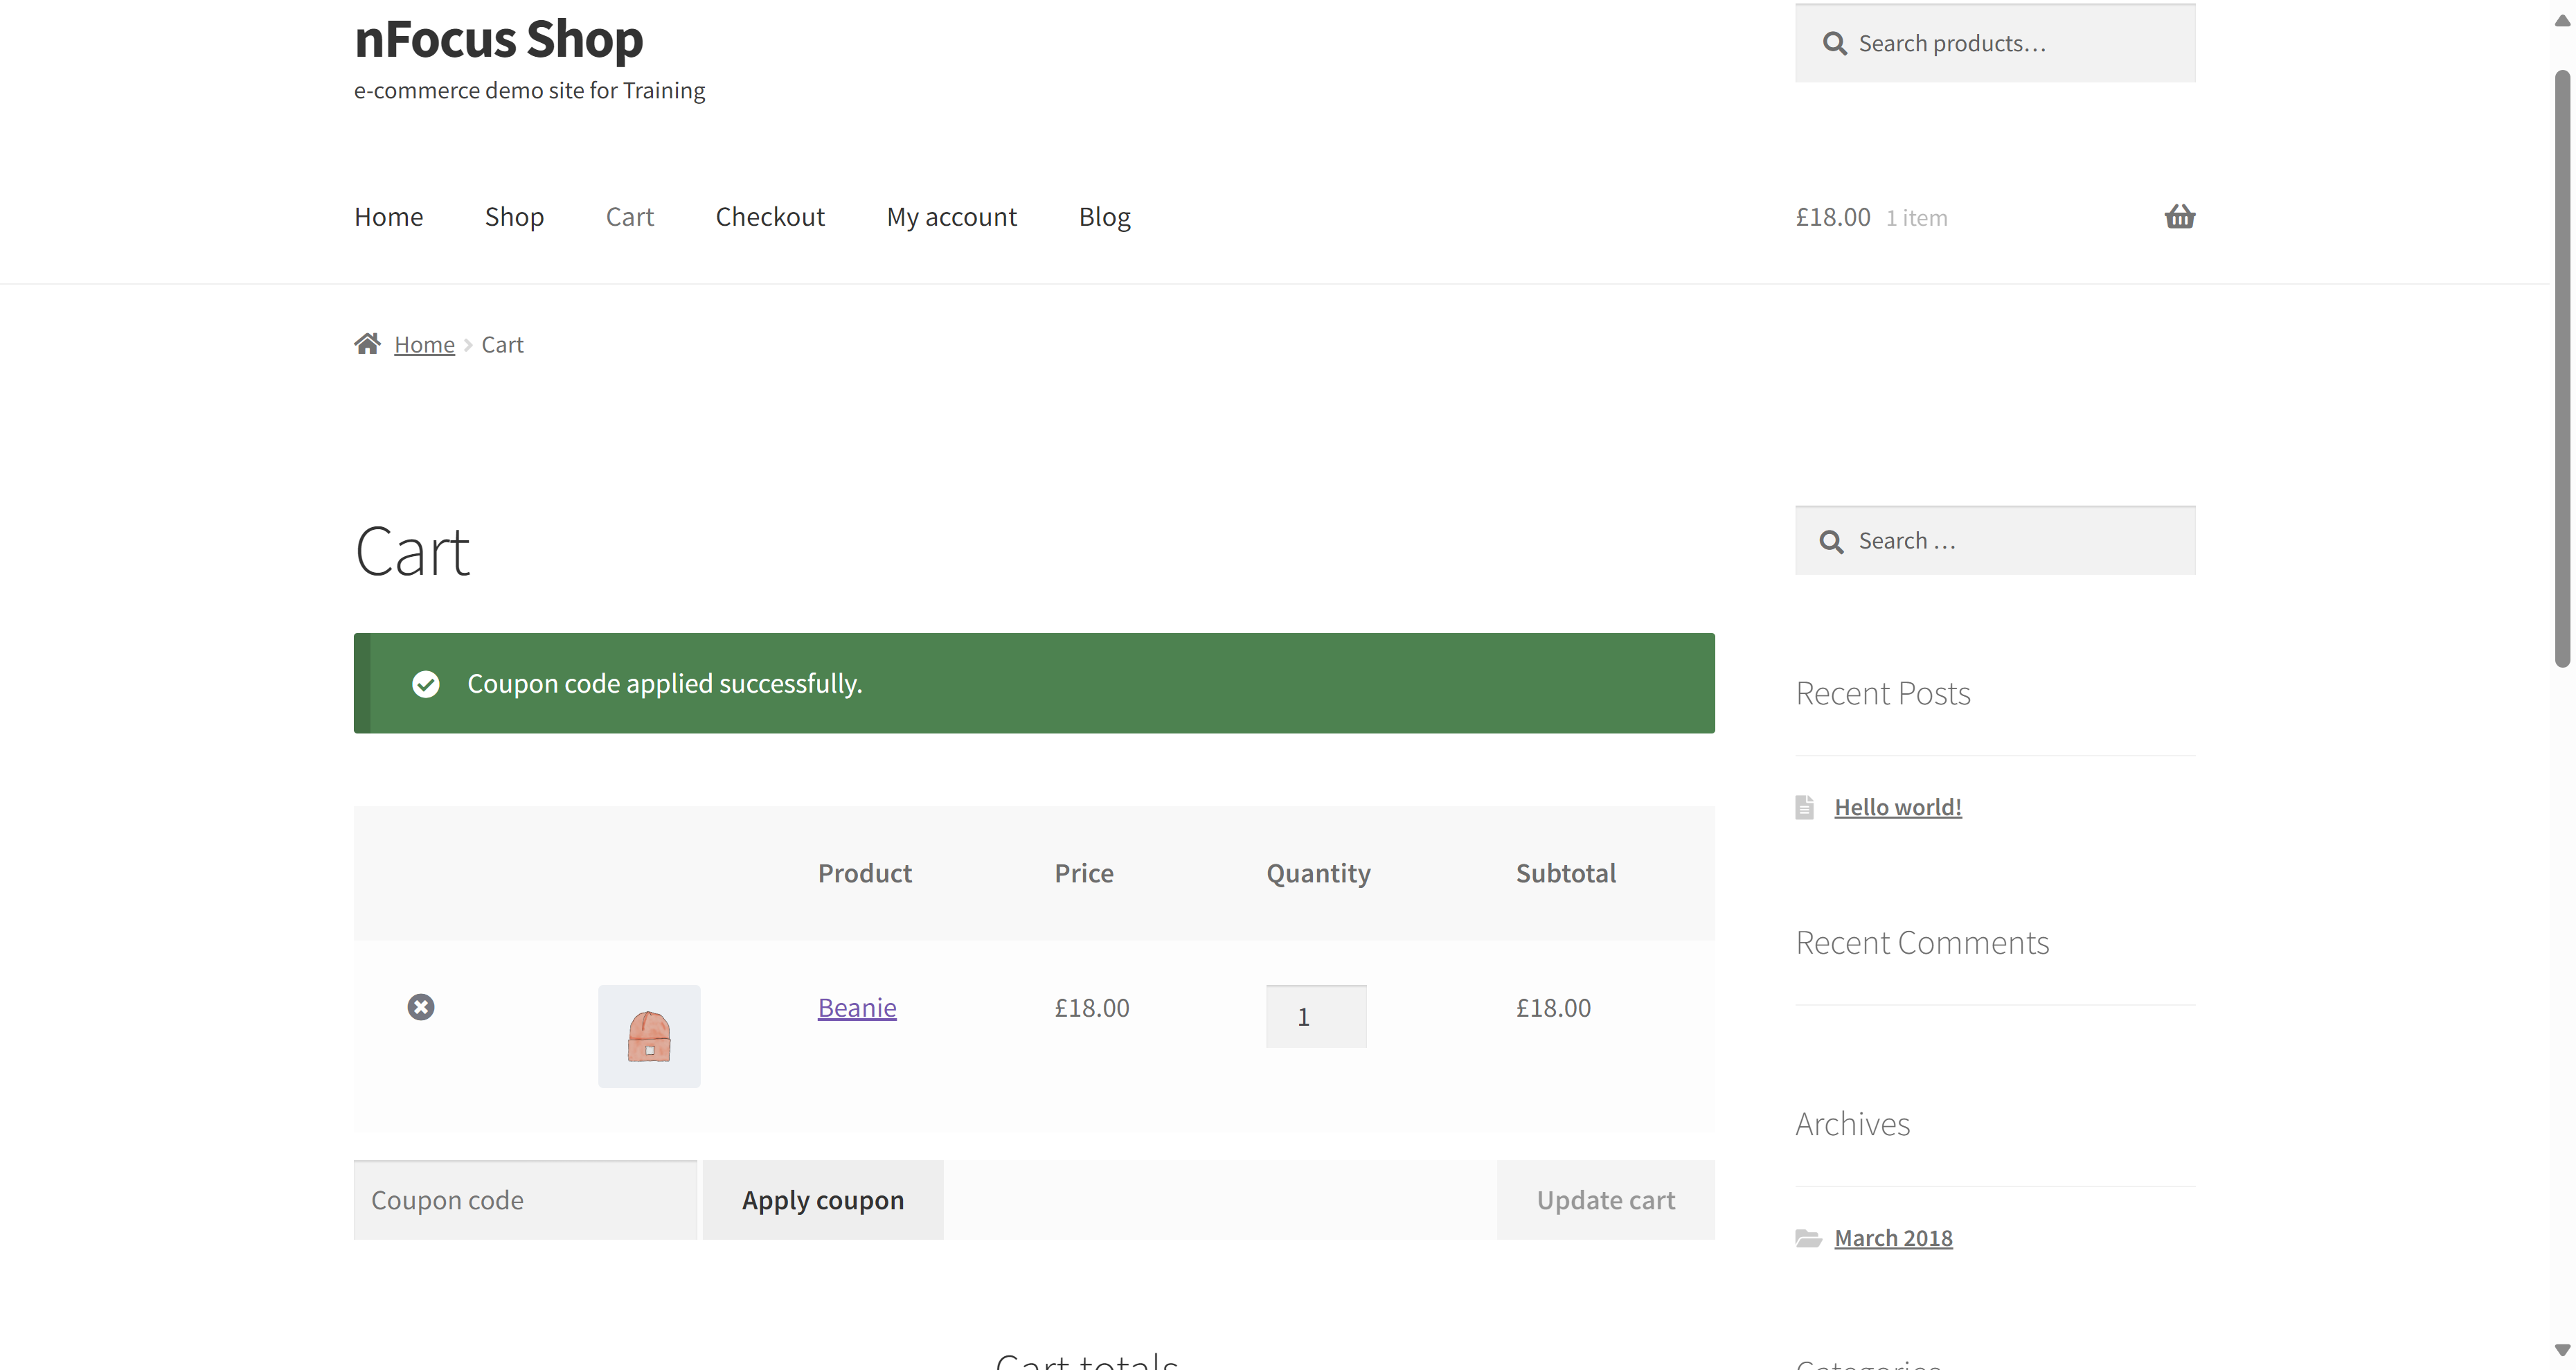 nFocus Shop
e-commerce demo site for Training
Search products…
Home Shop Cart Checkout My account Blog
£18.00 1 item
Home Cart
Cart
Coupon code applied successfully.
Product Price Quantity Subtotal
Beanie £18.00 1 £18.00
Coupon code Apply coupon Update cart
Cart totals
Search …
Recent Posts
Hello world!
Recent Comments
Archives
March 2018
Categories